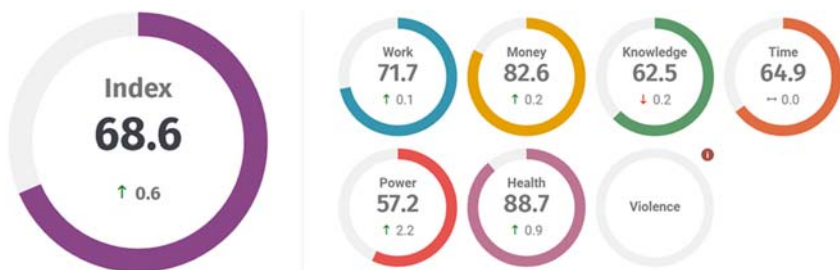 Index
68.6
↑ 0.6
Work
71.7
↑ 0.1
Money
82.6
↑ 0.2
Knowledge
62.5
↓ 0.2
Time
64.9
↔ 0.0
Power
57.2
↑ 2.2
Health
88.7
↑ 0.9
Violence
i